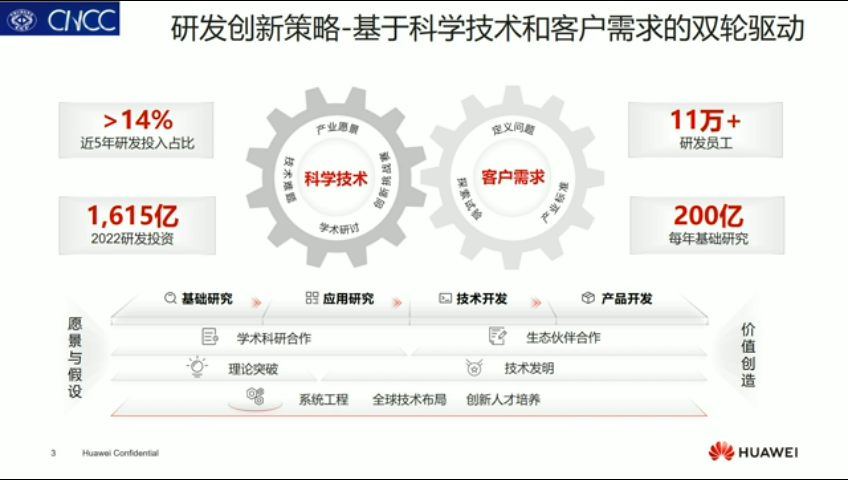 CNCC
研发创新策略-基于科学技术和客户需求的双轮驱动
>14%
近5年研发投入占比
1,615亿
2022研发投资
产业愿景
技术难题
科学技术
创新挑战赛
学术研讨
定义问题
客户需求
探索试验
产业标准
11万+
研发员工
200亿
每年基础研究
愿景与假设
基础研究
应用研究
技术开发
产品开发
学术科研合作
生态伙伴合作
理论突破
技术发明
系统工程 全球技术布局 创新人才培养
价值创造
3 Huawei Confidential
HUAWEI